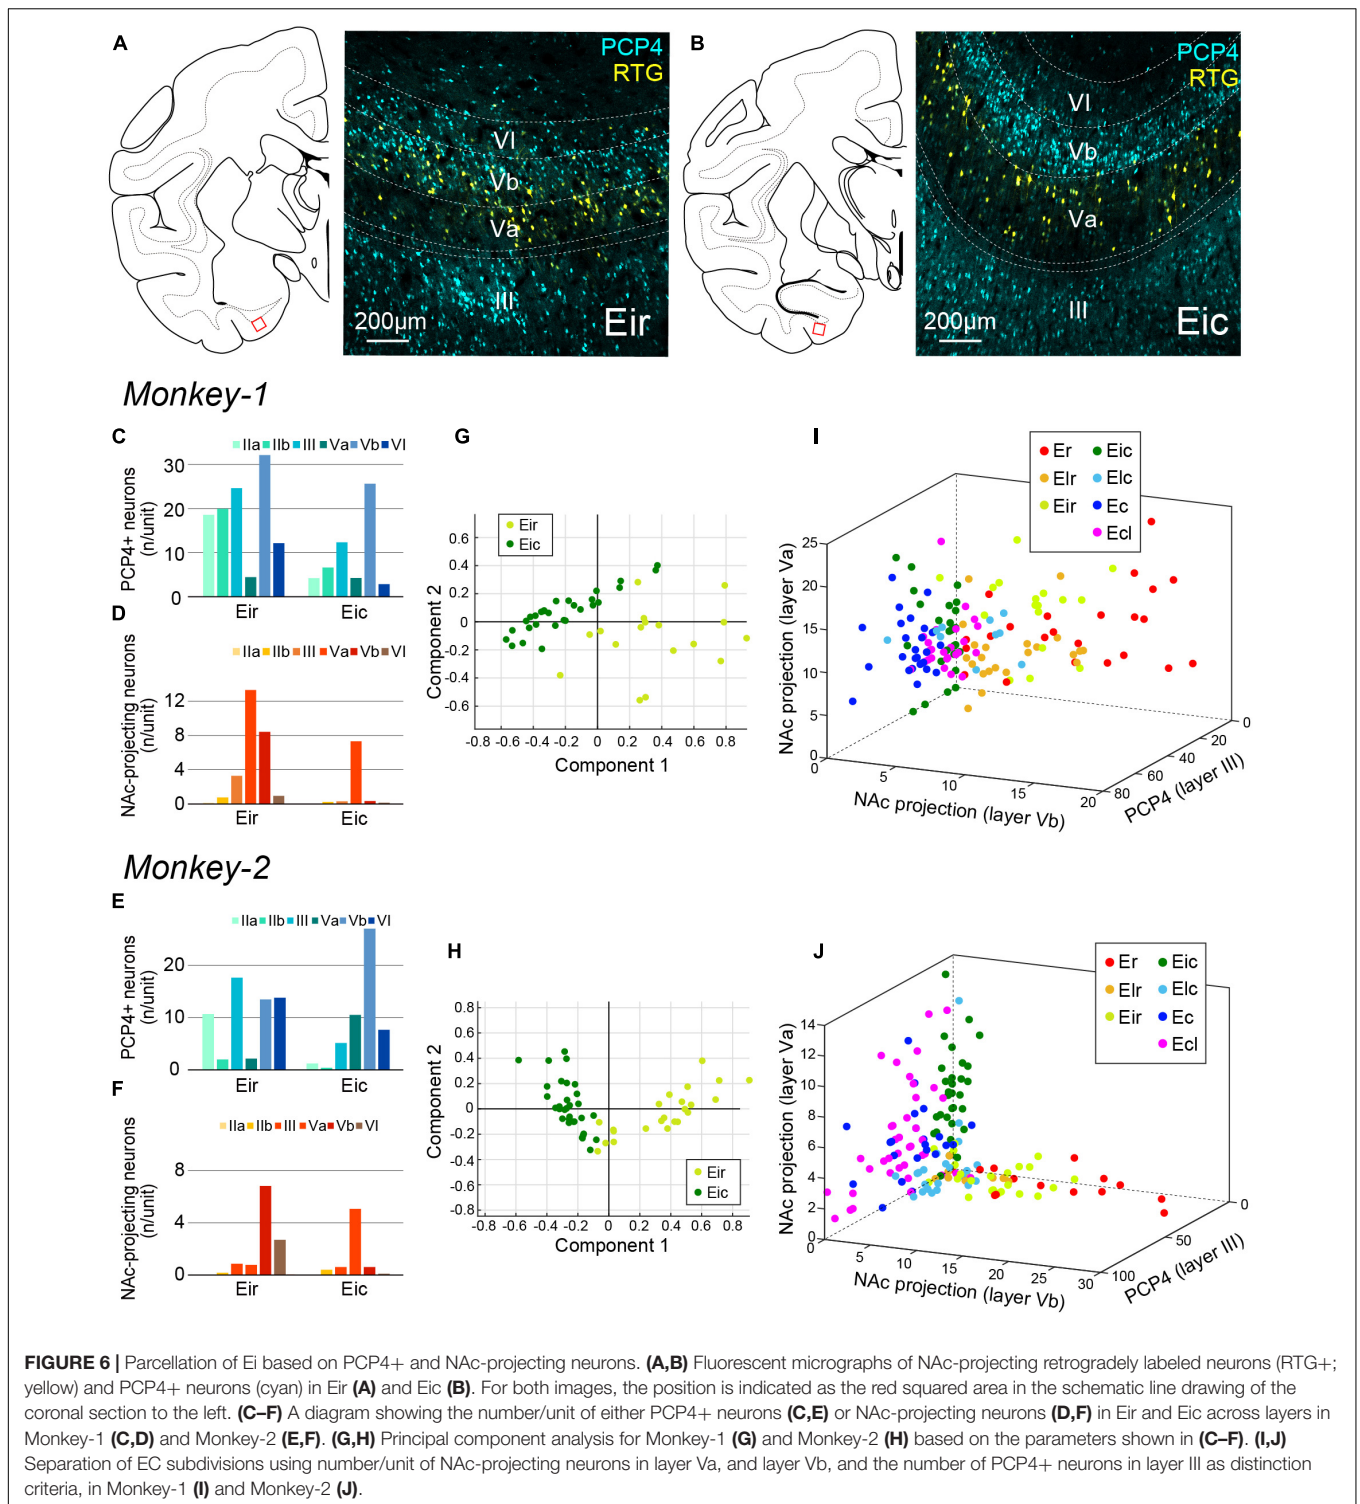 A
PCP4
RTG
VI
Vb
Va
III
200µm
Eir
B
PCP4
RTG
VI
Vb
Va
III
200µm
Eic
Monkey-1
C
IIa IIb III Va Vb VI
PCP4+ neurons
(n/unit)
30
20
10
0
Eir Eic
D
IIa IIb III Va Vb VI
NAc-projecting neurons
(n/unit)
12
8
4
0
Eir Eic
G
Eir
Eic
Component 2
0.6
0.4
0.2
0
-0.2
-0.4
-0.6
-0.8 -0.6 -0.4 -0.2 0 0.2 0.4 0.6 0.8
Component 1
I
Er Eic
Elr Elc
Eir Ec
Ecl
NAc projection (layer Va)
25
20
15
10
5
0
0 5 10 15 20
NAc projection (layer Vb)
80 60 40 20 0
PCP4 (layer III)
Monkey-2
E
IIa IIb III Va Vb VI
PCP4+ neurons
(n/unit)
20
10
0
Eir Eic
F
IIa IIb III Va Vb VI
NAc-projecting neurons
(n/unit)
8
4
0
Eir Eic
H
Component 2
0.8
0.6
0.4
0.2
0
-0.2
-0.4
-0.6
-0.8
Eir
Eic
-0.8 -0.6 -0.4 -0.2 0 0.2 0.4 0.6 0.8
Component 1
J
Er Eic
Elr Elc
Eir Ec
Ecl
NAc projection (layer Va)
14
12
10
8
6
4
2
0
0 5 10 15 20 25 30
NAc projection (layer Vb)
100 50 0
PCP4 (layer III)
FIGURE 6 | Parcellation of Ei based on PCP4+ and NAc-projecting neurons. (A,B) Fluorescent micrographs of NAc-projecting retrogradely labeled neurons (RTG+;
yellow) and PCP4+ neurons (cyan) in Eir (A) and Eic (B). For both images, the position is indicated as the red squared area in the schematic line drawing of the
coronal section to the left. (C–F) A diagram showing the number/unit of either PCP4+ neurons (C,E) or NAc-projecting neurons (D,F) in Eir and Eic across layers in
Monkey-1 (C,D) and Monkey-2 (E,F). (G,H) Principal component analysis for Monkey-1 (G) and Monkey-2 (H) based on the parameters shown in (C–F). (I,J)
Separation of EC subdivisions using number/unit of NAc-projecting neurons in layer Va, and layer Vb, and the number of PCP4+ neurons in layer III as distinction
criteria, in Monkey-1 (I) and Monkey-2 (J).